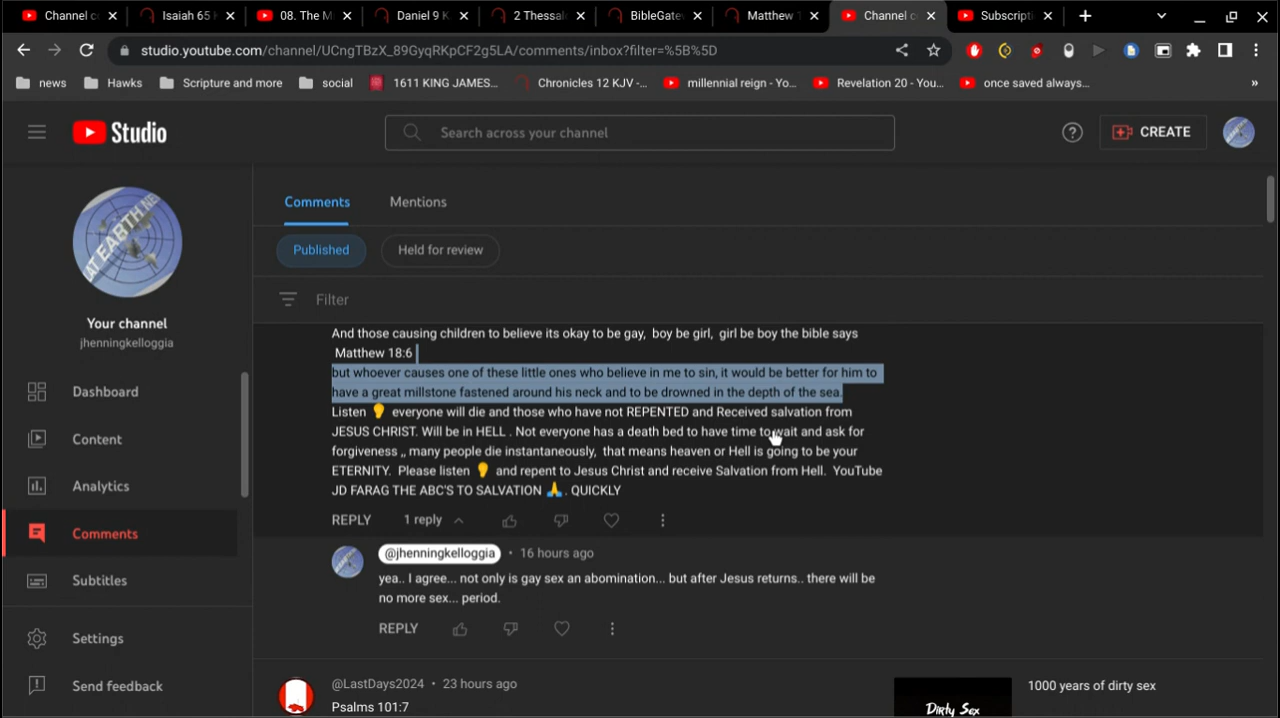 Channel c
Isaiah 65
08. The M
Daniel 9 K
2 Thessal
BibleGate
Matthew 1
Channel c
Subscripti
studio.youtube.com/channel/UCngTBzX_89GyqRKpCF2g5LA/comments/inbox?filter=%5B%5D
news
Hawks
Scripture and more
social
1611 KING JAMES...
Chronicles 12 KJV -...
millennial reign - Yo...
Revelation 20 - You...
once saved always...
»
Studio
Search across your channel
CREATE
AT EARTH NE
Your channel
jhenningkelloggia
Dashboard
Content
Analytics
Comments
Subtitles
Settings
Send feedback
Comments
Mentions
Published
Held for review
Filter
And those causing children to believe its okay to be gay, boy be girl, girl be boy the bible says
Matthew 18:6
but whoever causes one of these little ones who believe in me to sin, it would be better for him to
have a great millstone fastened around his neck and to be drowned in the depth of the sea.
Listen 👂 everyone will die and those who have not REPENTED and Received salvation from
JESUS CHRIST. Will be in HELL . Not everyone has a death bed to have time to wait and ask for
forgiveness ,, many people die instantaneously, that means heaven or Hell is going to be your
ETERNITY. Please listen 👂 and repent to Jesus Christ and receive Salvation from Hell. YouTube
JD FARAG THE ABC'S TO SALVATION 🙏 . QUICKLY
REPLY
1 reply
@jhenningkelloggia • 16 hours ago
yea.. I agree... not only is gay sex an abomination... but after Jesus returns.. there will be
no more sex... period.
REPLY
@LastDays2024 • 23 hours ago
Psalms 101:7
Dirty Sex
1000 years of dirty sex